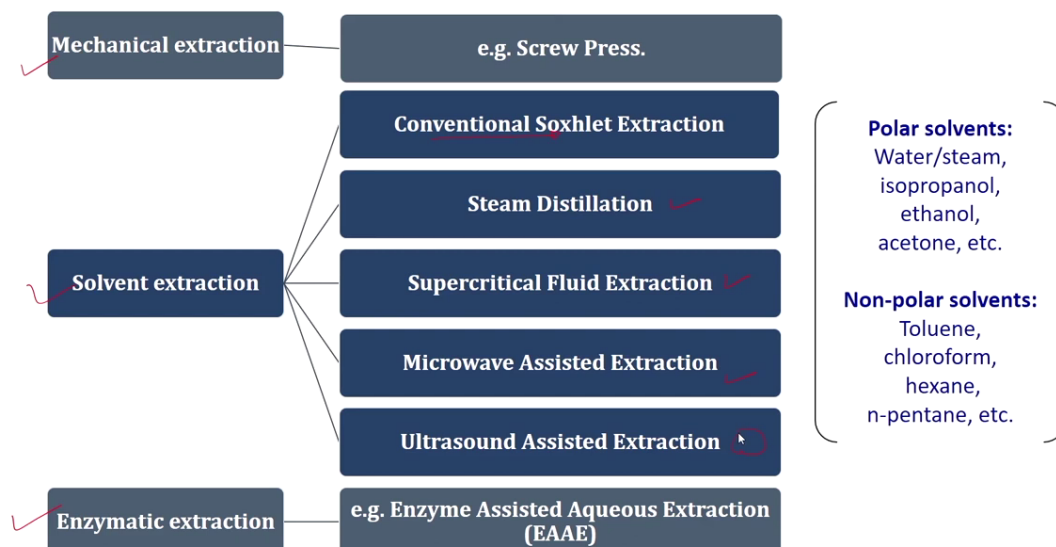 Mechanical extraction
e.g. Screw Press.
Conventional Soxhlet Extraction
Steam Distillation
Solvent extraction
Supercritical Fluid Extraction
Microwave Assisted Extraction
Ultrasound Assisted Extraction
Enzymatic extraction
e.g. Enzyme Assisted Aqueous Extraction
(EAAE)
Polar solvents:
Water/steam,
isopropanol,
ethanol,
acetone, etc.
Non-polar solvents:
Toluene,
chloroform,
hexane,
n-pentane, etc.